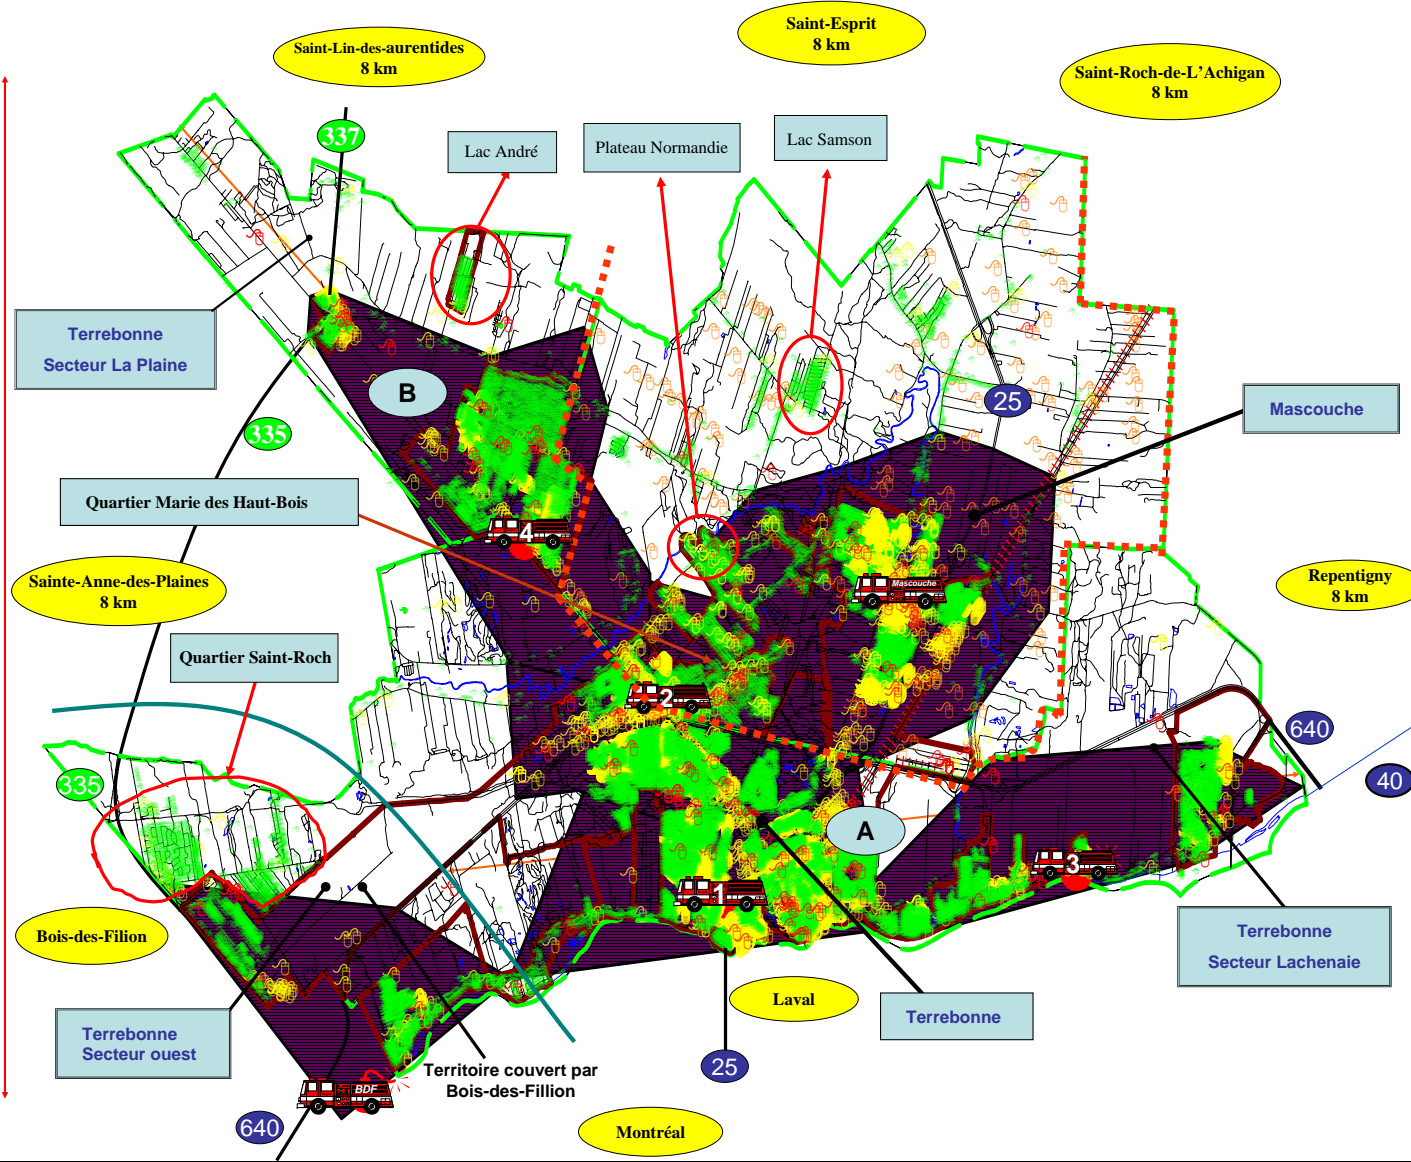 Saint-Esprit
8 km
Saint-Lin-des-aurentides
8 km
Saint-Roch-de-L'Achigan
8 km
337
Lac André
Plateau Normandie
Lac Samson
Terrebonne
Secteur La Plaine
B
25
Mascouche
335
Quartier Marie des Haut-Bois
4
Sainte-Anne-des-Plaines
8 km
Mascouche
Repentigny
8 km
Quartier Saint-Roch
2
640
335
40
A
3
1
Bois-des-Filion
Terrebonne
Secteur Lachenaie
Laval
Terrebonne
Terrebonne
Secteur ouest
25
Territoire couvert par
Bois-des-Fillion
BDF
640
Montréal